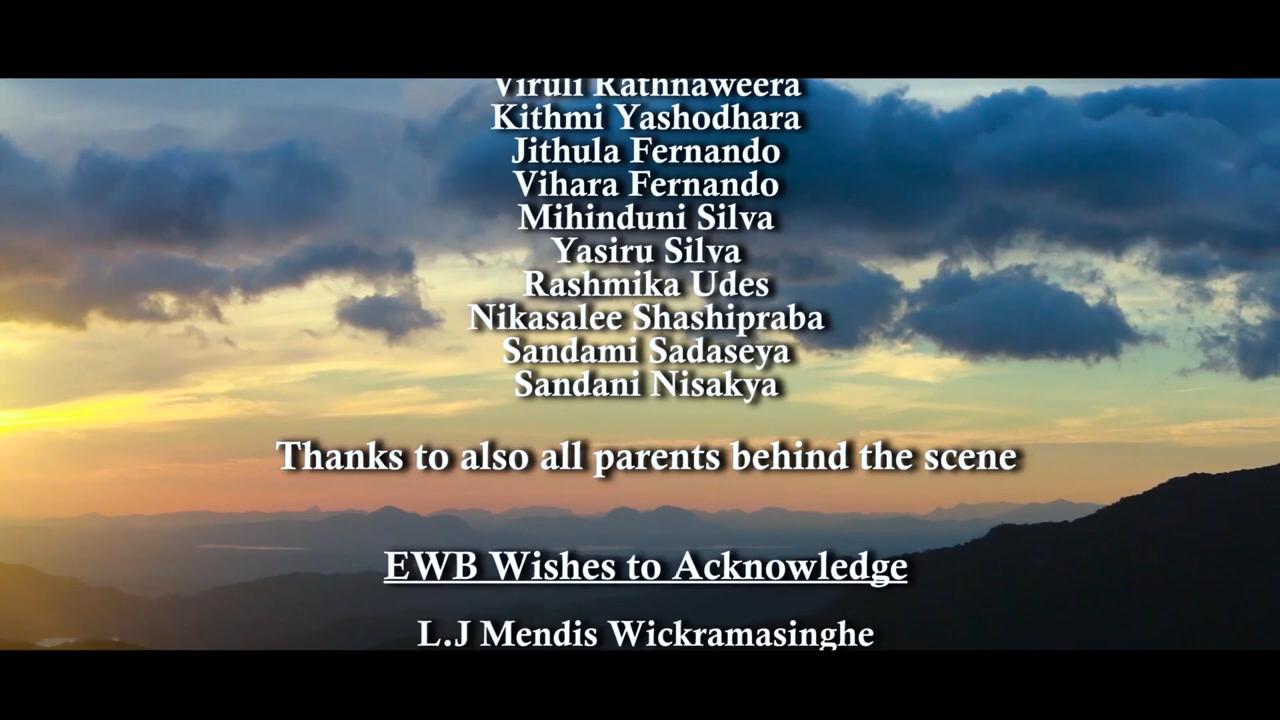 Viruli Rathnaweera
Kithmi Yashodhara
Jithula Fernando
Vihara Fernando
Mihinduni Silva
Yasiru Silva
Rashmika Udes
Nikasalee Shashipraba
Sandami Sadaseya
Sandani Nisakya
Thanks to also all parents behind the scene
EWB Wishes to Acknowledge
L.J Mendis Wickramasinghe